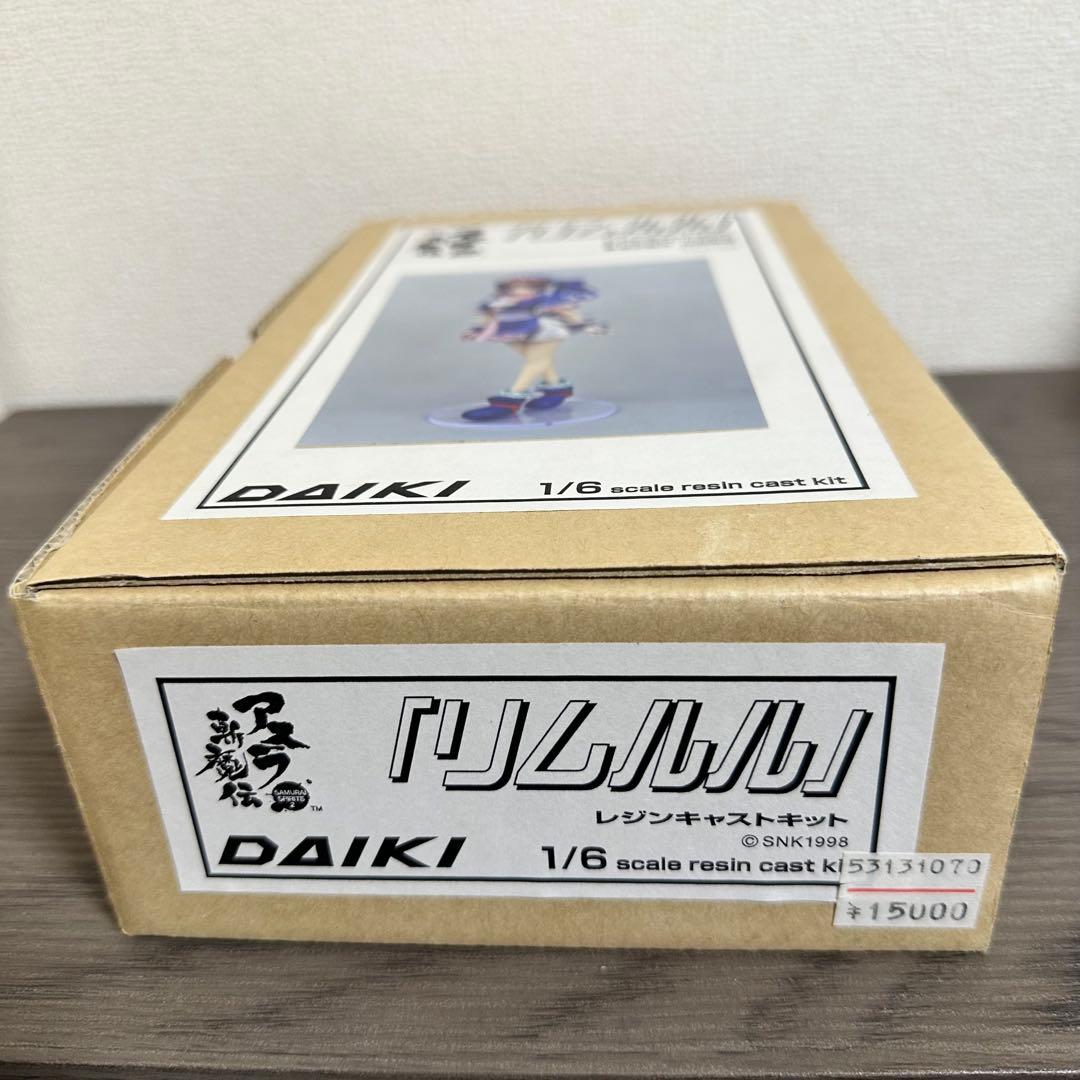 DAIKI
1/6 scale resin cast kit
アスラ
斬魔伝
SAMURAI
SPIRITS
2
TM
「リムルル」
レジンキャストキット
©SNK1998
DAIKI
1/6 scale resin cast ki
53131070
¥15000